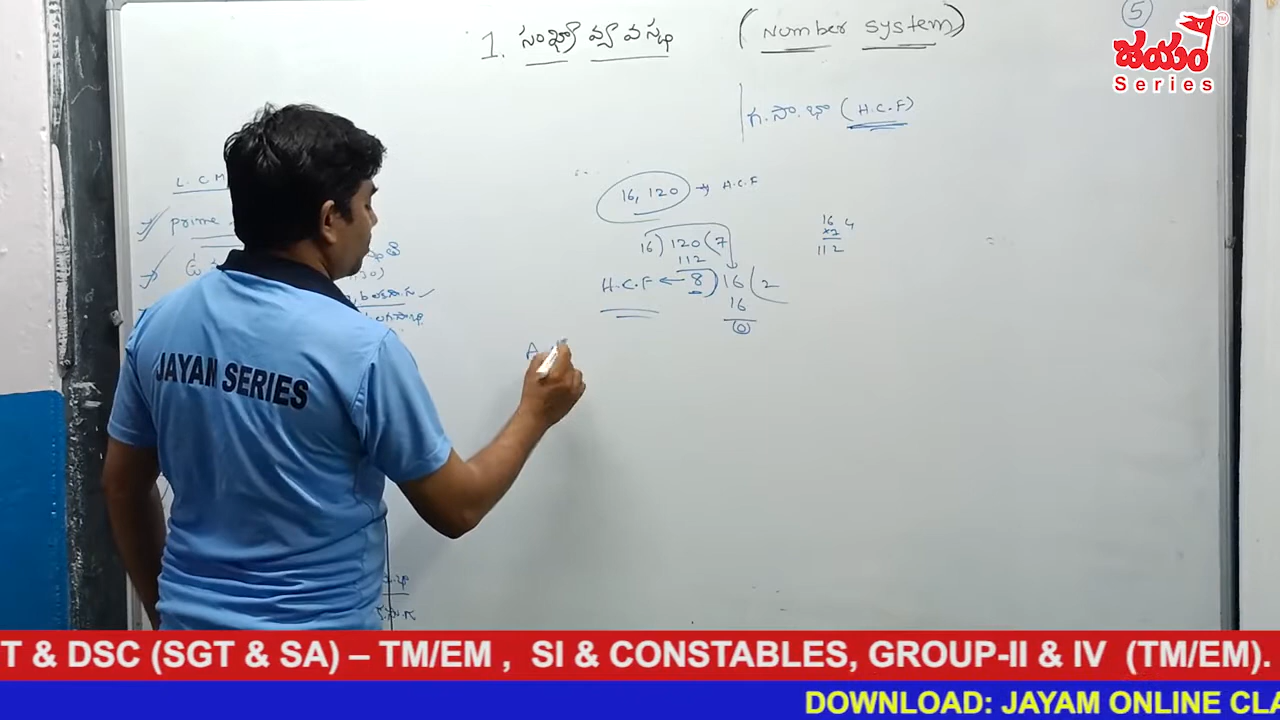 1. సంఖ్యా వ్యవస్థ (Number system)
5
జయం
Series
గ.సా.భా (H.C.F)
L.C.M
prime
16, 120 → H.C.F
16) 120 (7
112
H.C.F ← 8) 16 (2
16
0
16 4
×7
112
A
JAYAM SERIES
T & DSC (SGT & SA) – TM/EM , SI & CONSTABLES, GROUP-II & IV (TM/EM).
DOWNLOAD: JAYAM ONLINE CLA